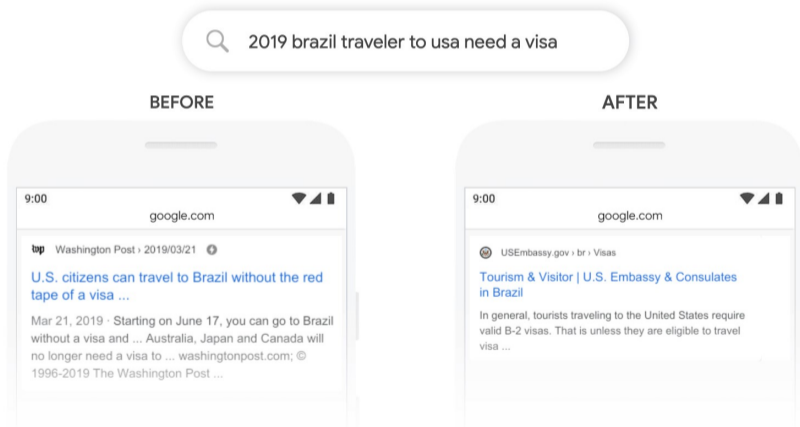 2019 brazil traveler to usa need a visa
BEFORE
9:00
google.com
wp Washington Post › 2019/03/21
U.S. citizens can travel to Brazil without the red
tape of a visa ...
Mar 21, 2019 · Starting on June 17, you can go to Brazil
without a visa and ... Australia, Japan and Canada will
no longer need a visa to ... washingtonpost.com; ©
1996-2019 The Washington Post ...
AFTER
9:00
google.com
USEmbassy.gov › br › Visas
Tourism & Visitor | U.S. Embassy & Consulates
in Brazil
In general, tourists traveling to the United States require
valid B-2 visas. That is unless they are eligible to travel
visa ...